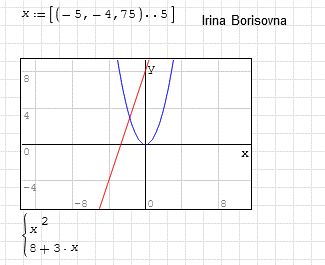 x:=[(-5,-4,75)..5]
Irina Borisovna
y
8
4
0
x
-4
-8 0 8
{x²
8+3·x